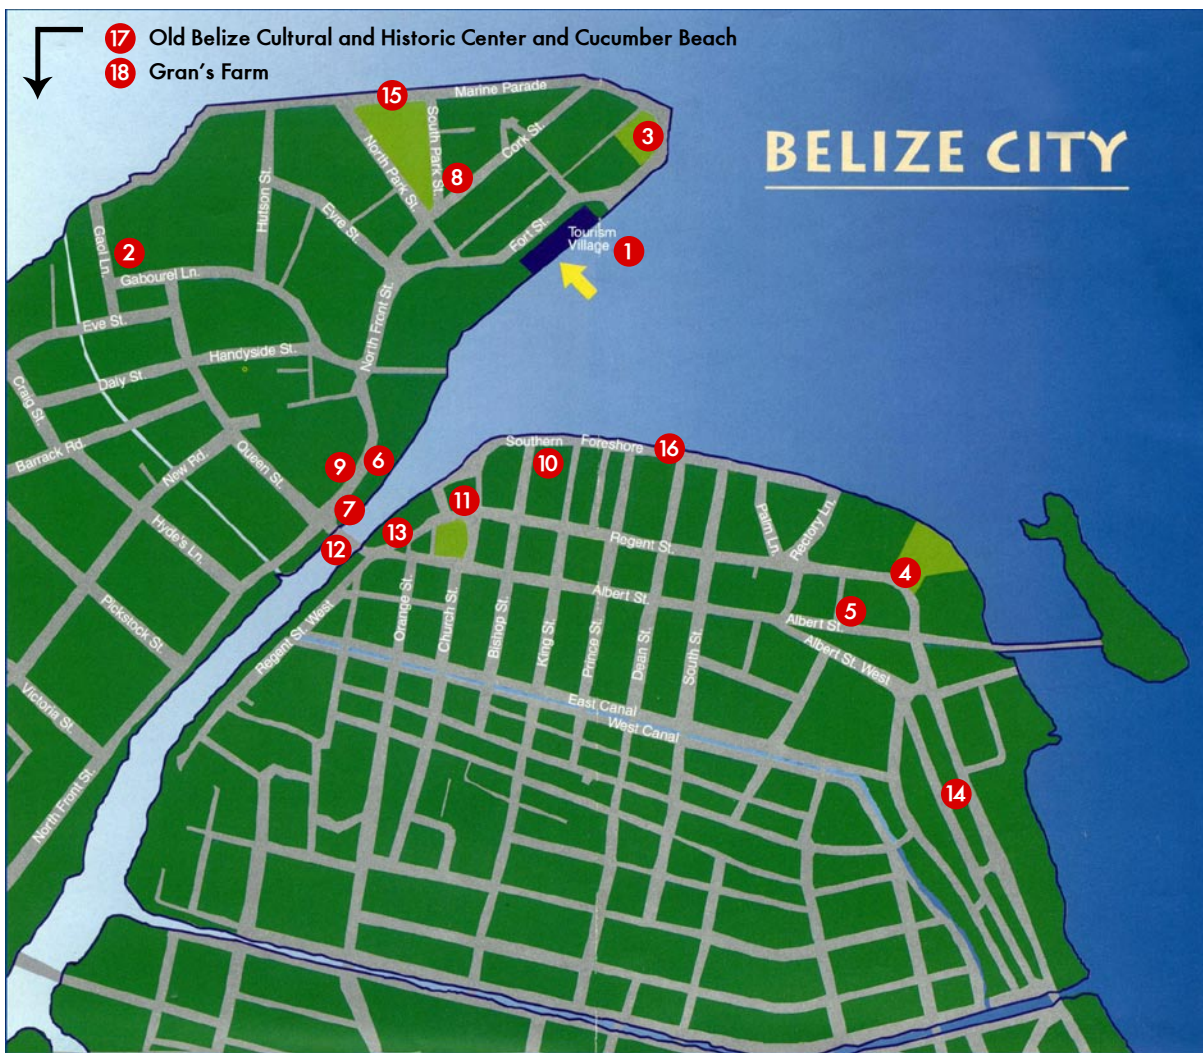 17 Old Belize Cultural and Historic Center and Cucumber Beach
18 Gran's Farm
BELIZE CITY
15
Marine Parade
South Park St.
North Park St.
8
Cork St.
3
Hutson St.
Eyre St.
Fort St.
Tourism
Village
1
2
Gaol Ln.
Gabourel Ln.
North Front St.
Eve St.
Handyside St.
Daly St.
Craig St.
Barrack Rd.
New Rd.
Queen St.
9
6
7
12
13
11
10
Southern Foreshore
16
Hyde's Ln.
Pickstock St.
Victoria St.
North Front St.
Regent St. West
Orange St.
Church St.
Bishop St.
King St.
Prince St.
Dean St.
South St.
Regent St.
Albert St.
Palm Ln.
Rectory Ln.
4
5
Albert St.
Albert St. West
East Canal
West Canal
14